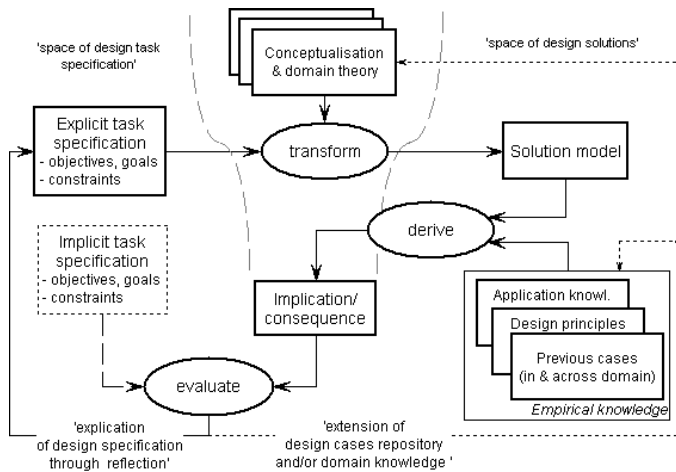 'space of design task
specification'
Conceptualisation
& domain theory
'space of design solutions'
Explicit task
specification
- objectives, goals
- constraints
transform
Solution model
derive
Implicit task
specification
- objectives, goals
- constraints
Implication/
consequence
Application knowl.
Design principles
Previous cases
(in & across domain)
Empirical knowledge
evaluate
'explication
of design specification
through reflection'
'extension of
design cases repository
and/or domain knowledge '